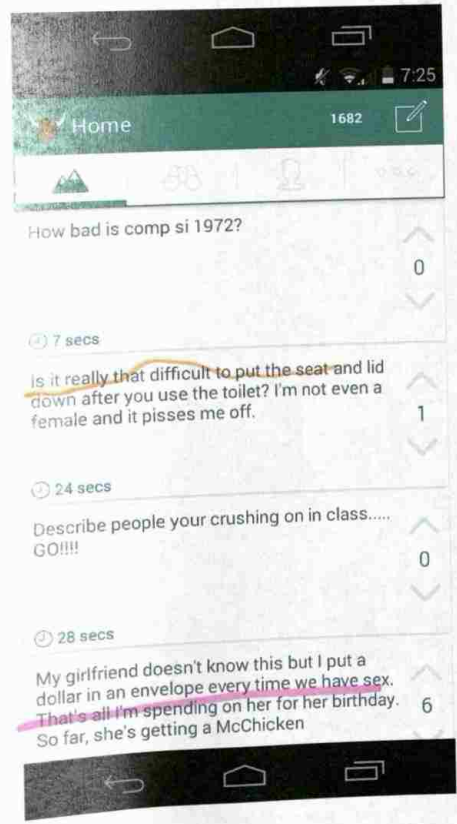 7:25
Home
1682
How bad is comp si 1972?
0
7 secs
Is it really that difficult to put the seat and lid
down after you use the toilet? I'm not even a
female and it pisses me off.
1
24 secs
Describe people your crushing on in class.....
GO!!!!
0
28 secs
My girlfriend doesn't know this but I put a
dollar in an envelope every time we have sex.
That's all I'm spending on her for her birthday.
So far, she's getting a McChicken
6